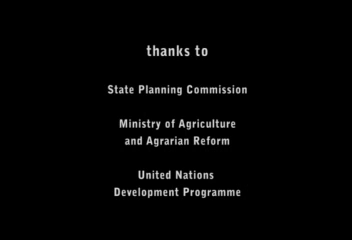 thanks to
State Planning Commission
Ministry of Agriculture
and Agrarian Reform
United Nations
Development Programme